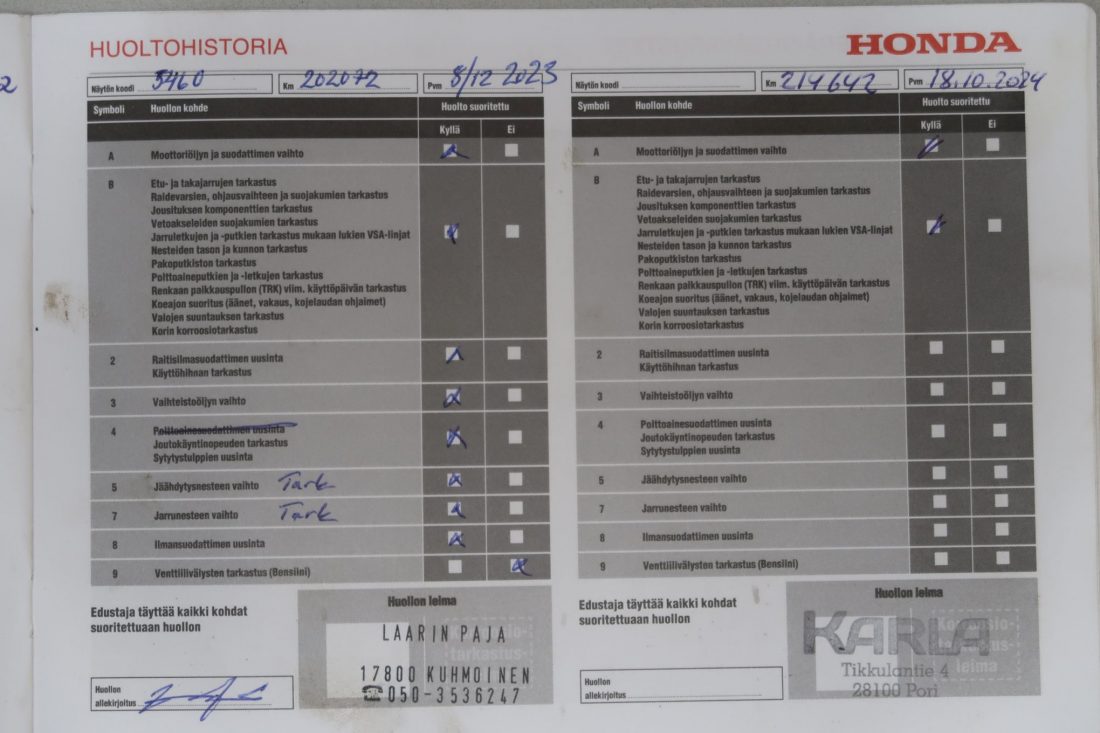 HUOLTOHISTORIA
HONDA
Näytön koodi 5460 Km 202072 Pvm 8/12 2023
Symboli Huollon kohde Huolto suoritettu
Kyllä Ei
A Moottoriöljyn ja suodattimen vaihto
B Etu- ja takajarrujen tarkastus
Raidevarsien, ohjausvaihteen ja suojakumien tarkastus
Jousituksen komponenttien tarkastus
Vetoakseleiden suojakumien tarkastus
Jarruletkujen ja -putkien tarkastus mukaan lukien VSA-linjat
Nesteiden tason ja kunnon tarkastus
Pakoputkiston tarkastus
Polttoaineputkien ja -letkujen tarkastus
Renkaan paikkauspullon (TRK) viim. käyttöpäivän tarkastus
Koeajon suoritus (äänet, vakaus, kojelaudan ohjaimet)
Valojen suuntauksen tarkastus
Korin korroosiotarkastus
2 Raitisilmasuodattimen uusinta
Käyttöhihnan tarkastus
3 Vaihteistoöljyn vaihto
4 Polttoainesuodattimen uusinta
Joutokäyntinopeuden tarkastus
Sytytystulppien uusinta
5 Jäähdytysnesteen vaihto Tark
7 Jarrunesteen vaihto Tark
8 Ilmansuodattimen uusinta
9 Venttiilivälysten tarkastus (Bensiini)
Edustaja täyttää kaikki kohdat
suoritettuaan huollon
Huollon leima
LAARIN PAJA
17800 KUHMOINEN
☎050-3536247
Huollon
allekirjoitus
Näytön koodi Km 214642 Pvm 18.10.2024
Symboli Huollon kohde Huolto suoritettu
Kyllä Ei
A Moottoriöljyn ja suodattimen vaihto
B Etu- ja takajarrujen tarkastus
Raidevarsien, ohjausvaihteen ja suojakumien tarkastus
Jousituksen komponenttien tarkastus
Vetoakseleiden suojakumien tarkastus
Jarruletkujen ja -putkien tarkastus mukaan lukien VSA-linjat
Nesteiden tason ja kunnon tarkastus
Pakoputkiston tarkastus
Polttoaineputkien ja -letkujen tarkastus
Renkaan paikkauspullon (TRK) viim. käyttöpäivän tarkastus
Koeajon suoritus (äänet, vakaus, kojelaudan ohjaimet)
Valojen suuntauksen tarkastus
Korin korroosiotarkastus
2 Raitisilmasuodattimen uusinta
Käyttöhihnan tarkastus
3 Vaihteistoöljyn vaihto
4 Polttoainesuodattimen uusinta
Joutokäyntinopeuden tarkastus
Sytytystulppien uusinta
5 Jäähdytysnesteen vaihto
7 Jarrunesteen vaihto
8 Ilmansuodattimen uusinta
9 Venttiilivälysten tarkastus (Bensiini)
Edustaja täyttää kaikki kohdat
suoritettuaan huollon
Huollon leima
KARLA
Tikkulantie 4
28100 Pori
Huollon
allekirjoitus